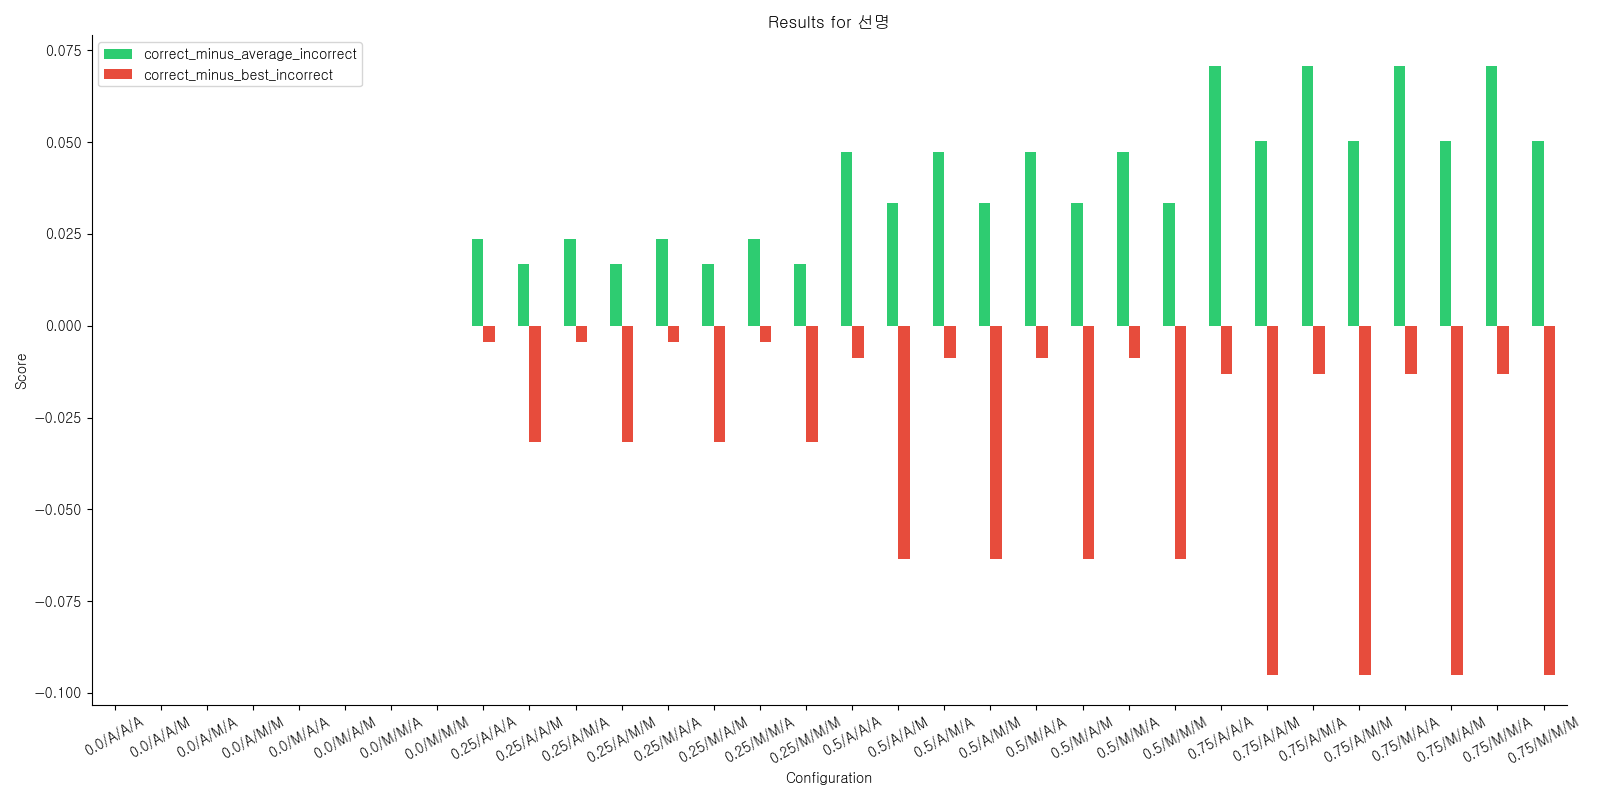 Results for 선명
correct_minus_average_incorrect
correct_minus_best_incorrect
Score
0.075
0.050
0.025
0.000
−0.025
−0.050
−0.075
−0.100
0.0/A/A/A
0.0/A/A/M
0.0/A/M/A
0.0/A/M/M
0.0/M/A/A
0.0/M/A/M
0.0/M/M/A
0.0/M/M/M
0.25/A/A/A
0.25/A/A/M
0.25/A/M/A
0.25/A/M/M
0.25/M/A/A
0.25/M/A/M
0.25/M/M/A
0.25/M/M/M
0.5/A/A/A
0.5/A/A/M
0.5/A/M/A
0.5/A/M/M
0.5/M/A/A
0.5/M/A/M
0.5/M/M/A
0.5/M/M/M
0.75/A/A/A
0.75/A/A/M
0.75/A/M/A
0.75/A/M/M
0.75/M/A/A
0.75/M/A/M
0.75/M/M/A
0.75/M/M/M
Configuration